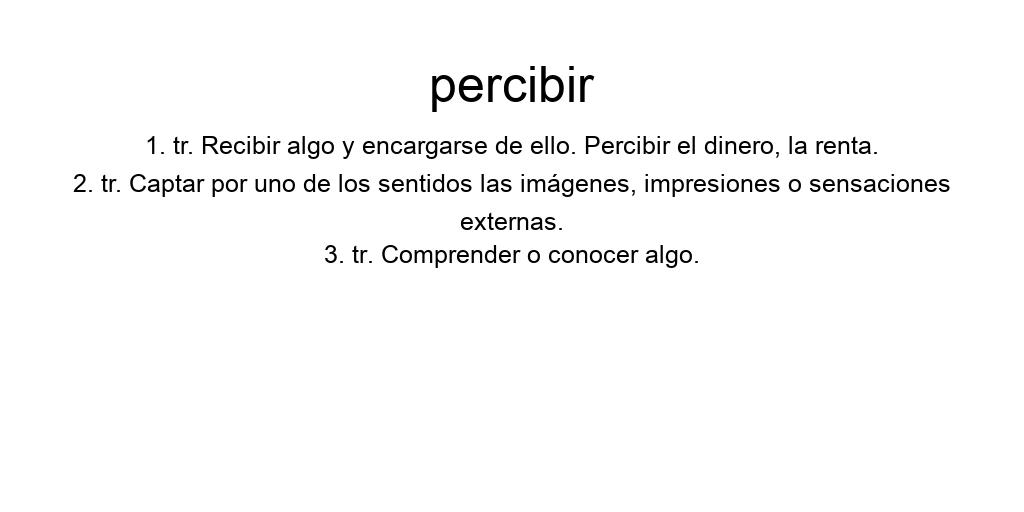 percibir
1. tr. Recibir algo y encargarse de ello. Percibir el dinero, la renta.
2. tr. Captar por uno de los sentidos las imágenes, impresiones o sensaciones
externas.
3. tr. Comprender o conocer algo.